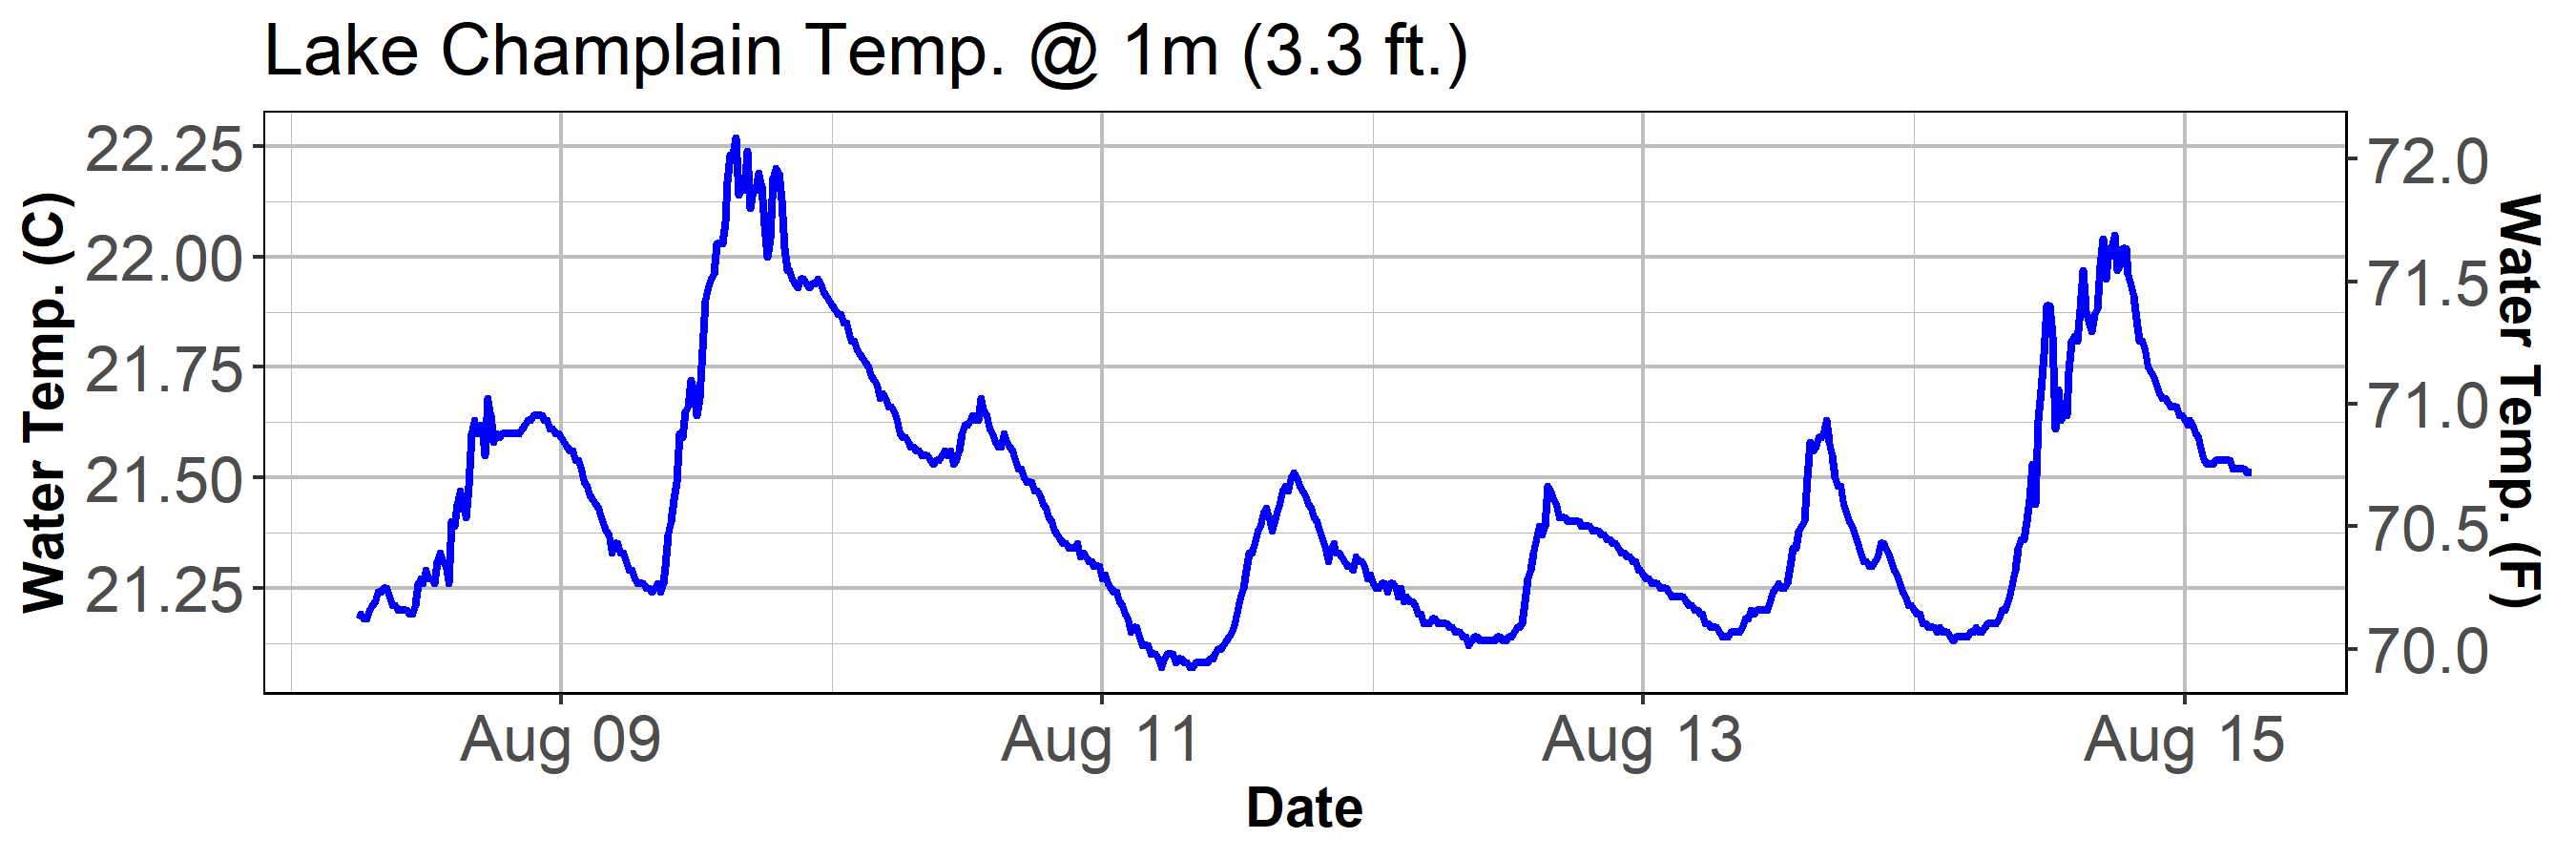 Lake Champlain Temp. @ 1m (3.3 ft.)
Water Temp. (C)
22.25
22.00
21.75
21.50
21.25
72.0
71.5
71.0
70.5
70.0
Water Temp. (F)
Aug 09
Aug 11
Aug 13
Aug 15
Date